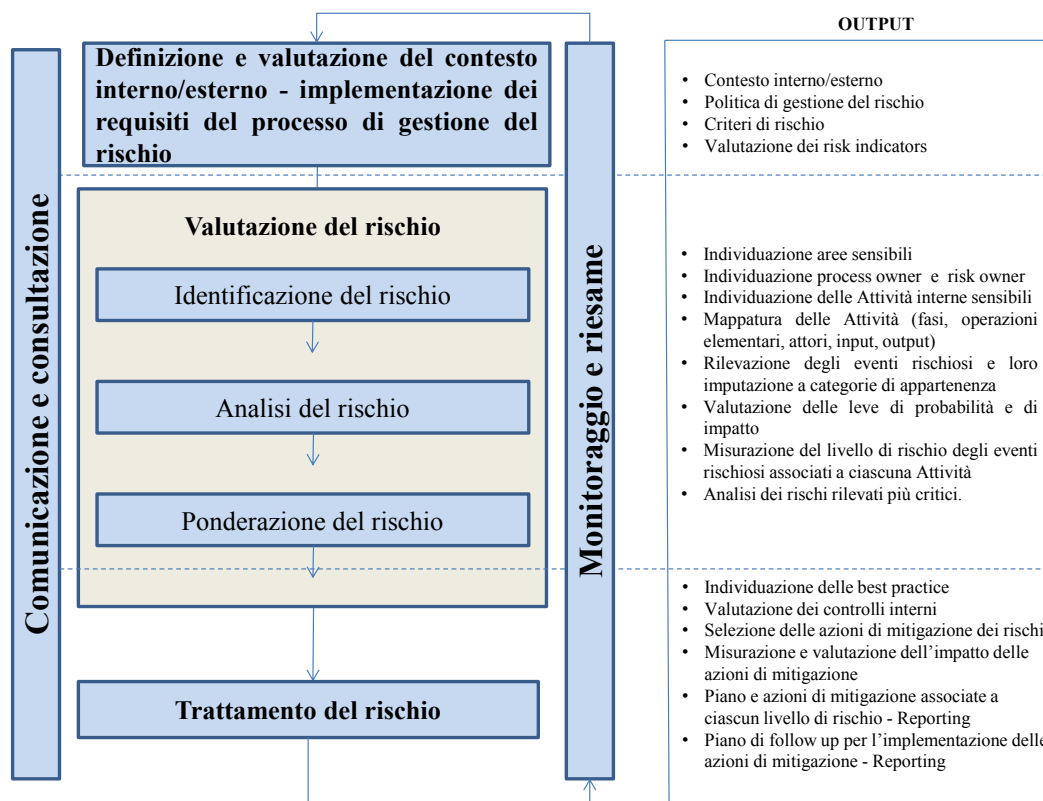 OUTPUT
Comunicazione e consultazione
Definizione e valutazione del contesto
interno/esterno - implementazione dei
requisiti del processo di gestione del
rischio
Valutazione del rischio
Identificazione del rischio
Analisi del rischio
Ponderazione del rischio
Trattamento del rischio
Monitoraggio e riesame
• Contesto interno/esterno
• Politica di gestione del rischio
• Criteri di rischio
• Valutazione dei risk indicators
• Individuazione aree sensibili
• Individuazione process owner e risk owner
• Individuazione delle Attività interne sensibili
• Mappatura delle Attività (fasi, operazioni
elementari, attori, input, output)
• Rilevazione degli eventi rischiosi e loro
imputazione a categorie di appartenenza
• Valutazione delle leve di probabilità e di
impatto
• Misurazione del livello di rischio degli eventi
rischiosi associati a ciascuna Attività
• Analisi dei rischi rilevati più critici.
• Individuazione delle best practice
• Valutazione dei controlli interni
• Selezione delle azioni di mitigazione dei rischi
• Misurazione e valutazione dell'impatto delle
azioni di mitigazione
• Piano e azioni di mitigazione associate a
ciascun livello di rischio - Reporting
• Piano di follow up per l'implementazione delle
azioni di mitigazione - Reporting